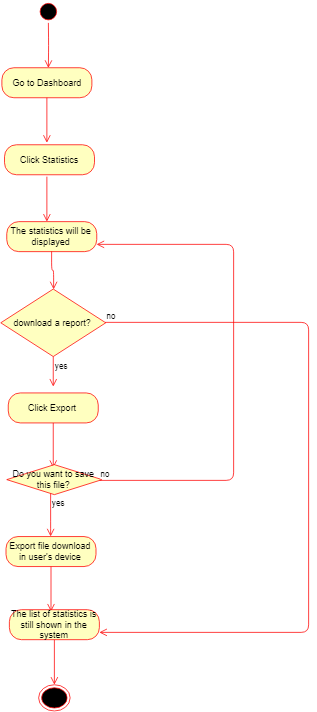 Go to Dashboard
Click Statistics
The statistics will be
displayed
download a report?
no
yes
Click Export
Do you want to save
this file?
no
yes
Export file download
in user's device
The list of statistics is
still shown in the
system